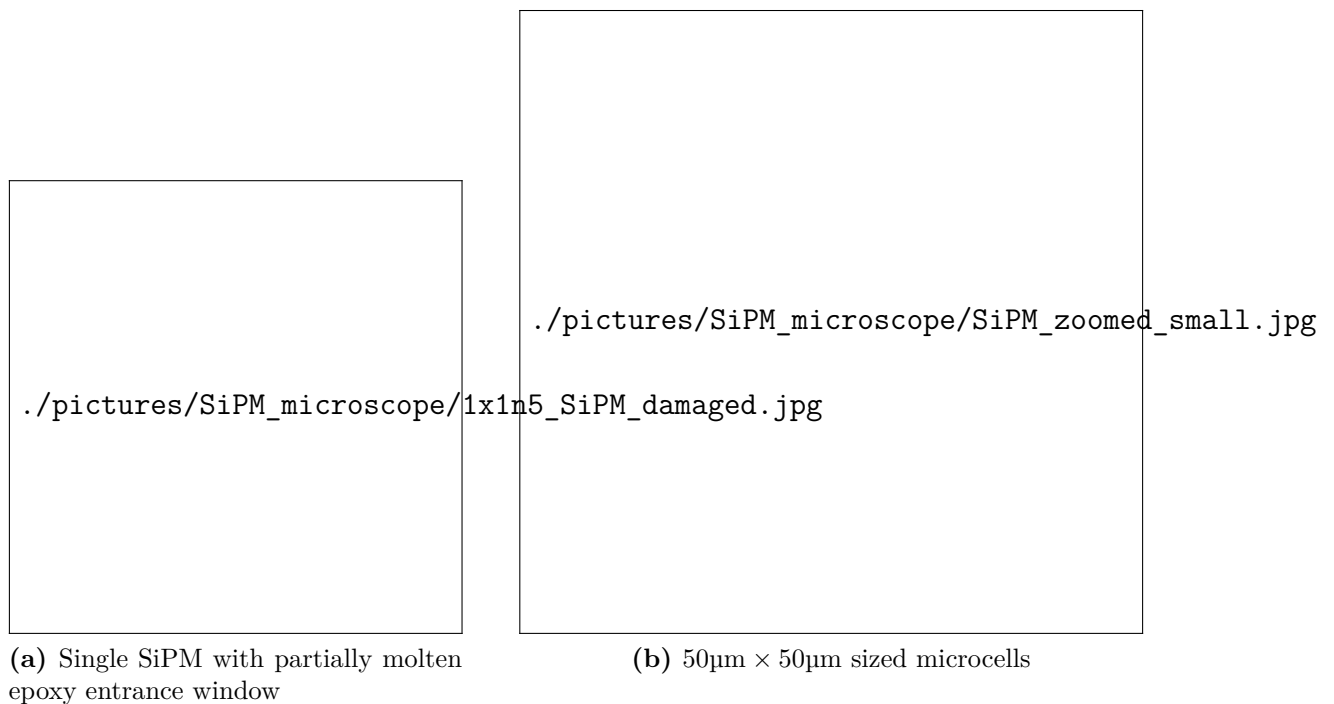 ./pictures/SiPM_microscope/SiPM_zoomed_small.jpg
./pictures/SiPM_microscope/1x1n5_SiPM_damaged.jpg
(a) Single SiPM with partially molten
epoxy entrance window
(b) 50µm × 50µm sized microcells